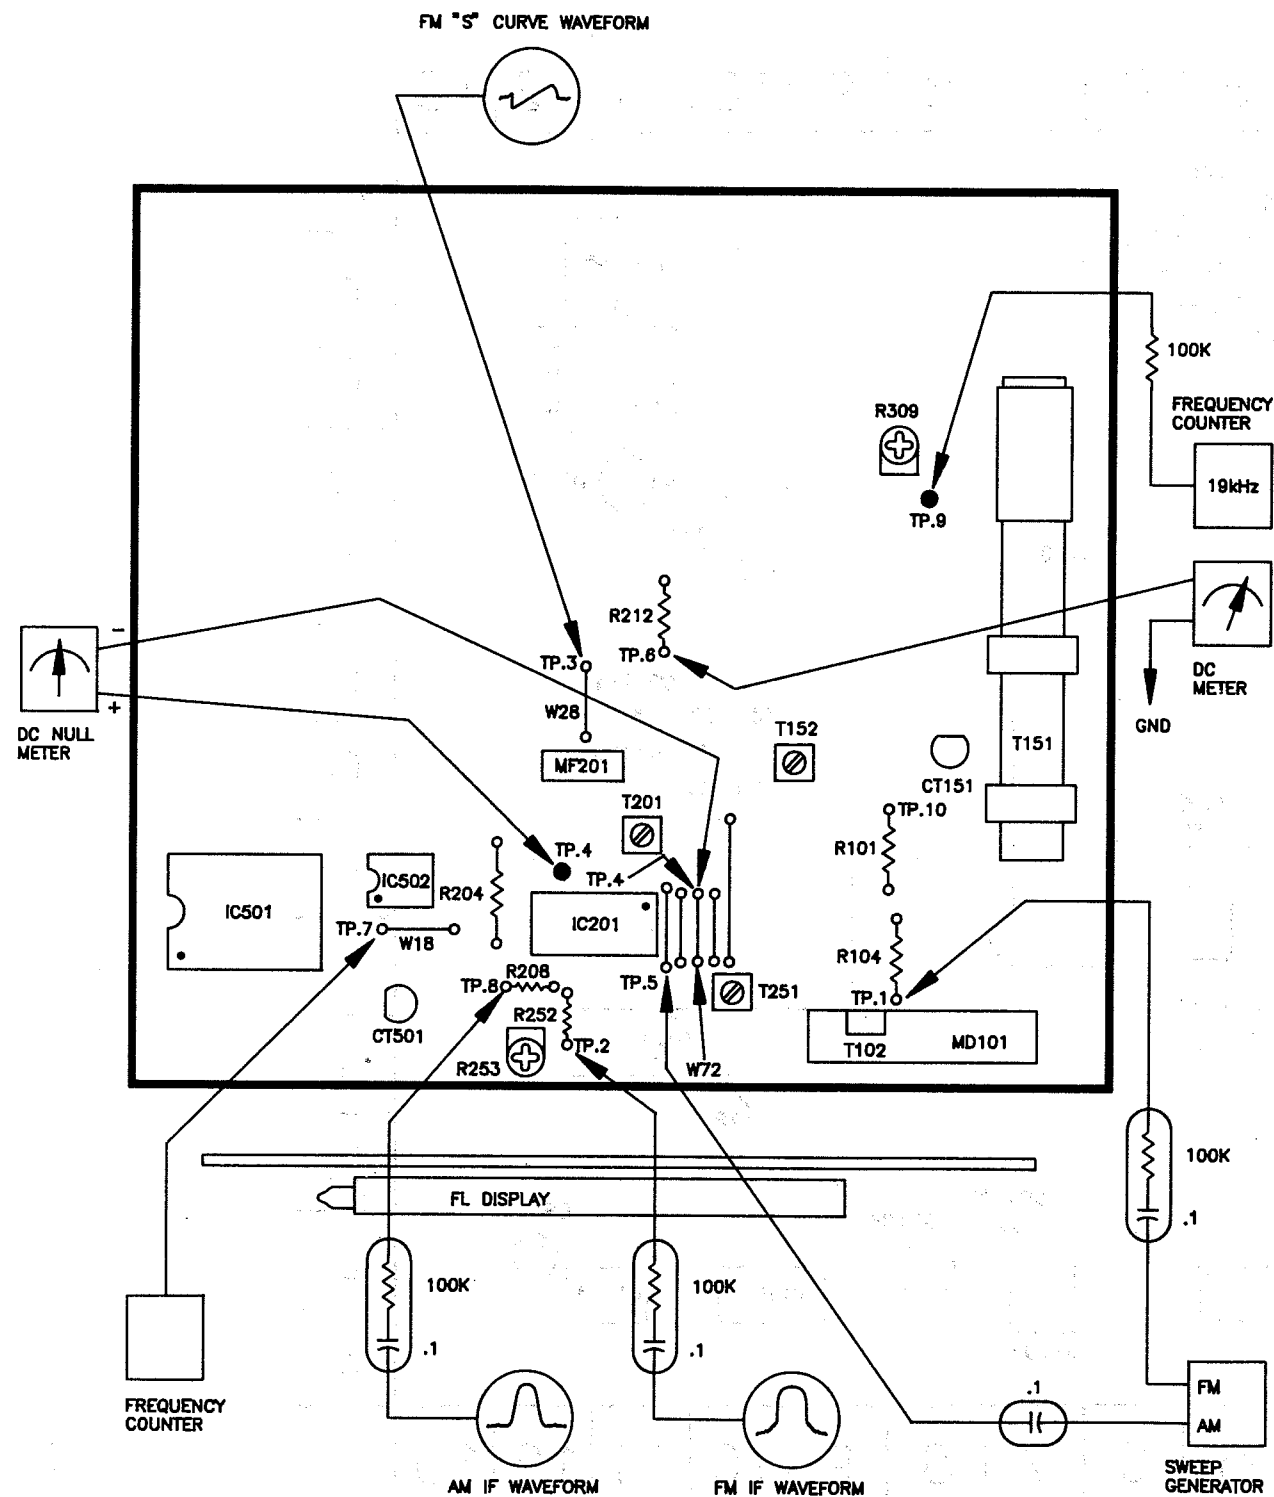 FM "S" CURVE WAVEFORM
100K
R309
FREQUENCY
COUNTER
19kHz
TP.9
R212
TP.6
TP.3
DC
METER
GND
−
+
DC NULL
METER
W28
T152
MF201
T151
CT151
T201
TP.10
TP.4
R101
IC502
R204
TP.4
IC501
IC201
TP.7
W18
R104
TP.5
R208
TP.8
T251
TP.1
R252
CT501
TP.2
T102
MD101
R253
W72
100K
.1
FL DISPLAY
100K
.1
100K
.1
FREQUENCY
COUNTER
FM
AM
.1
AM IF WAVEFORM
FM IF WAVEFORM
SWEEP
GENERATOR